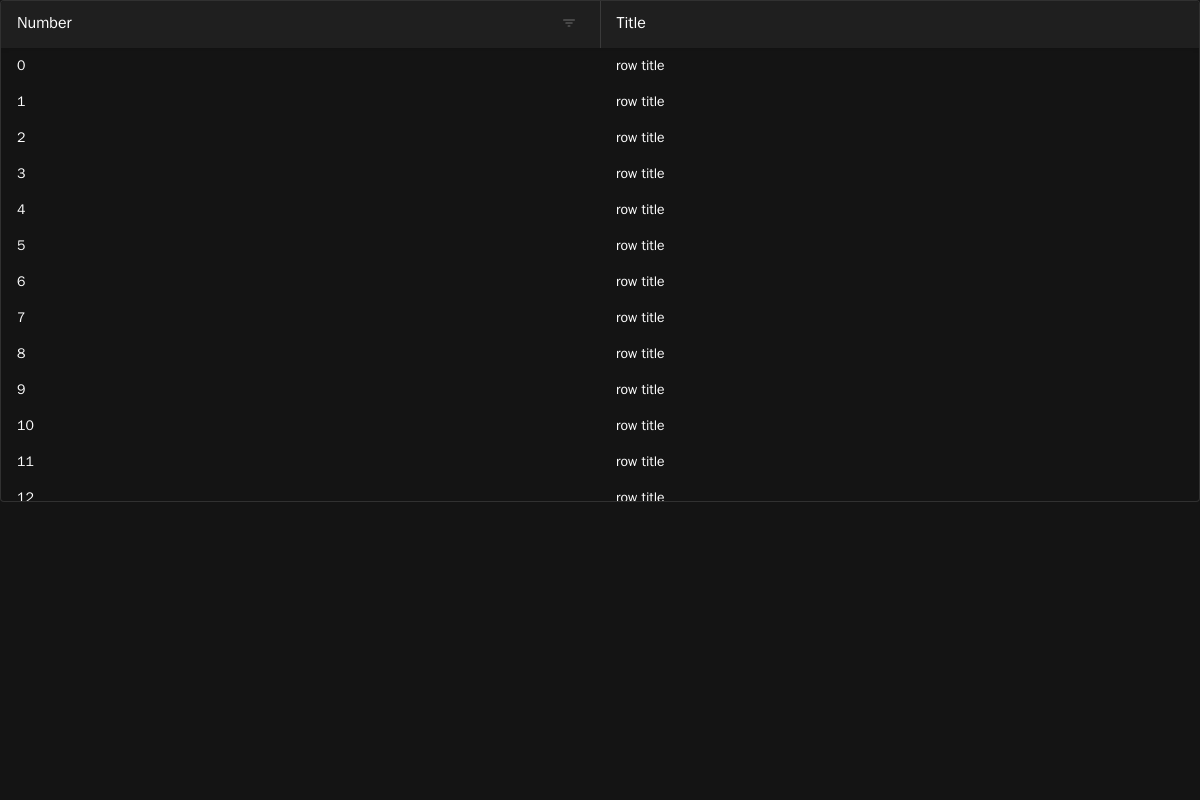 Number Title
0 row title
1 row title
2 row title
3 row title
4 row title
5 row title
6 row title
7 row title
8 row title
9 row title
10 row title
11 row title
12 row title